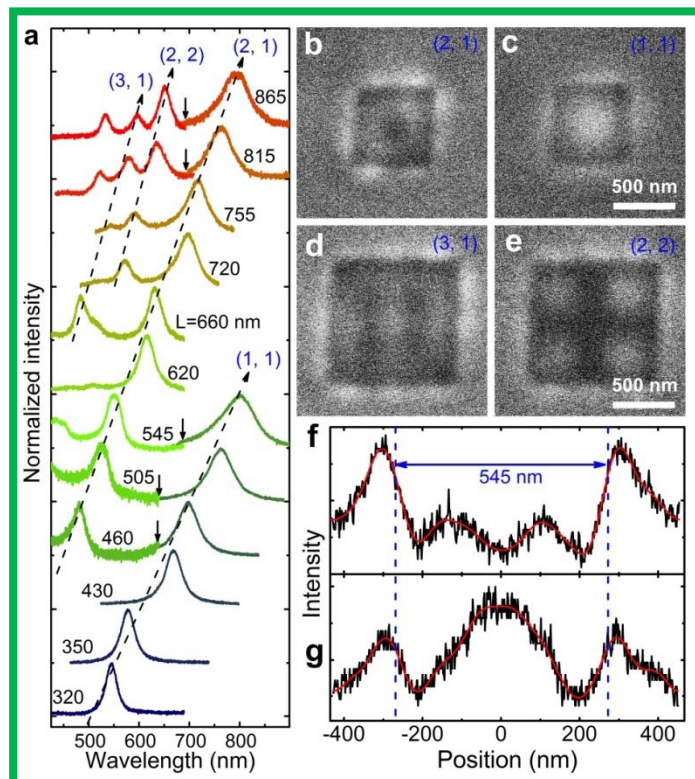 a
(3, 1)
(2, 2)
(2, 1)
865
815
755
720
L=660 nm
620
(1, 1)
545
505
460
430
350
320
500
600
700
800
Wavelength (nm)
Normalized intensity
b
(2, 1)
c
(1, 1)
500 nm
d
(3, 1)
e
(2, 2)
500 nm
f
545 nm
g
Intensity
-400
-200
0
200
400
Position (nm)